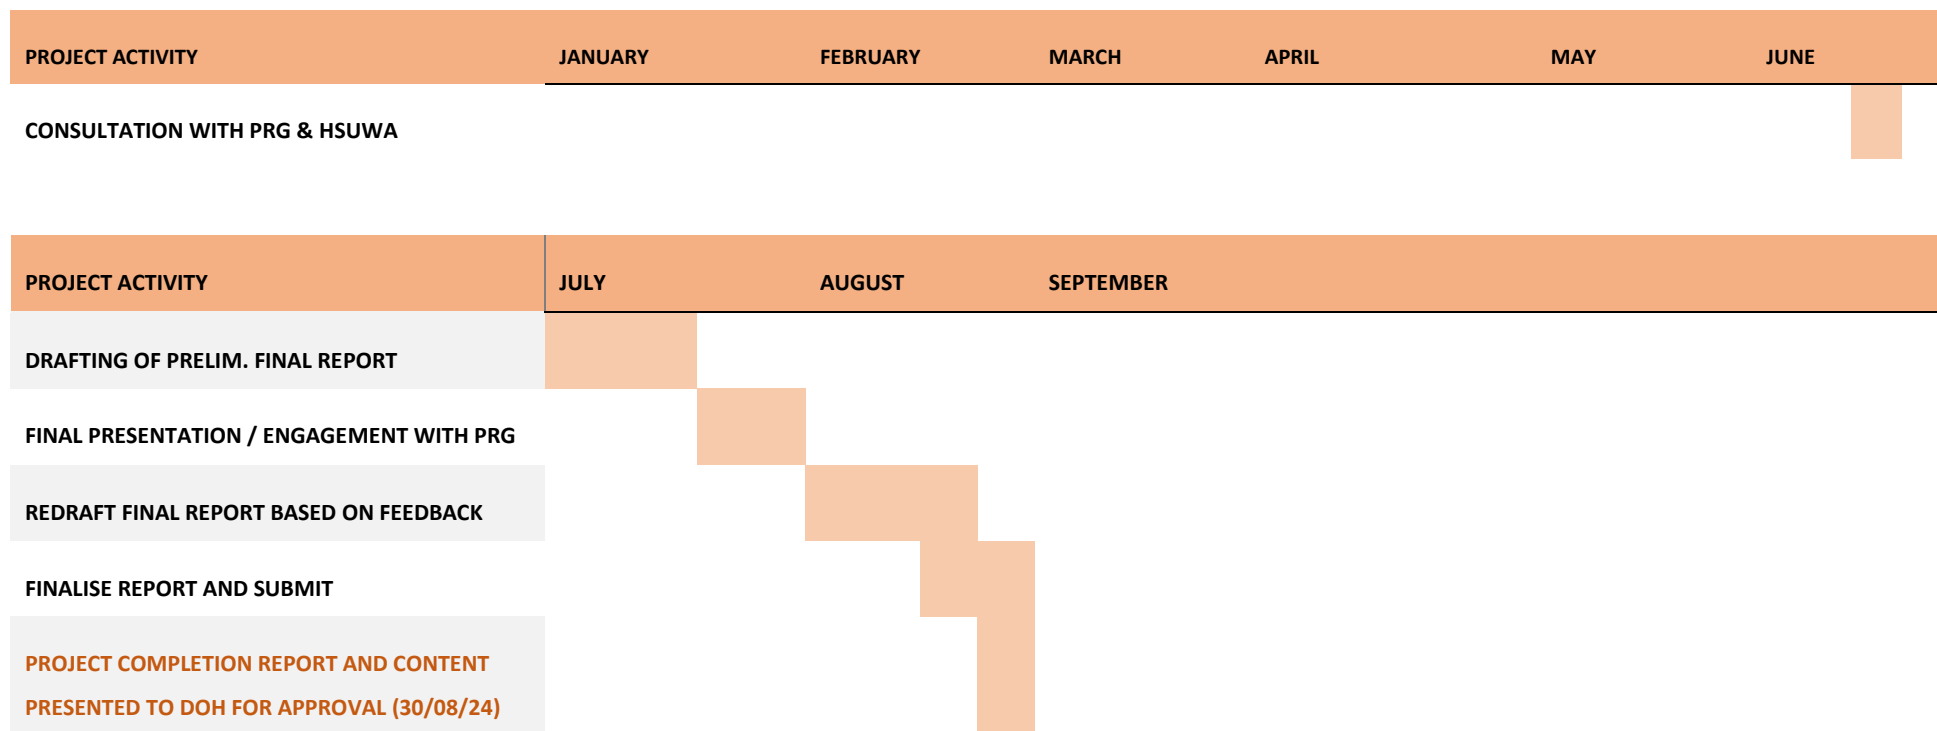 PROJECT ACTIVITY JANUARY FEBRUARY MARCH APRIL MAY JUNE
CONSULTATION WITH PRG & HSUWA
PROJECT ACTIVITY JULY AUGUST SEPTEMBER
DRAFTING OF PRELIM. FINAL REPORT
FINAL PRESENTATION / ENGAGEMENT WITH PRG
REDRAFT FINAL REPORT BASED ON FEEDBACK
FINALISE REPORT AND SUBMIT
PROJECT COMPLETION REPORT AND CONTENT
PRESENTED TO DOH FOR APPROVAL (30/08/24)